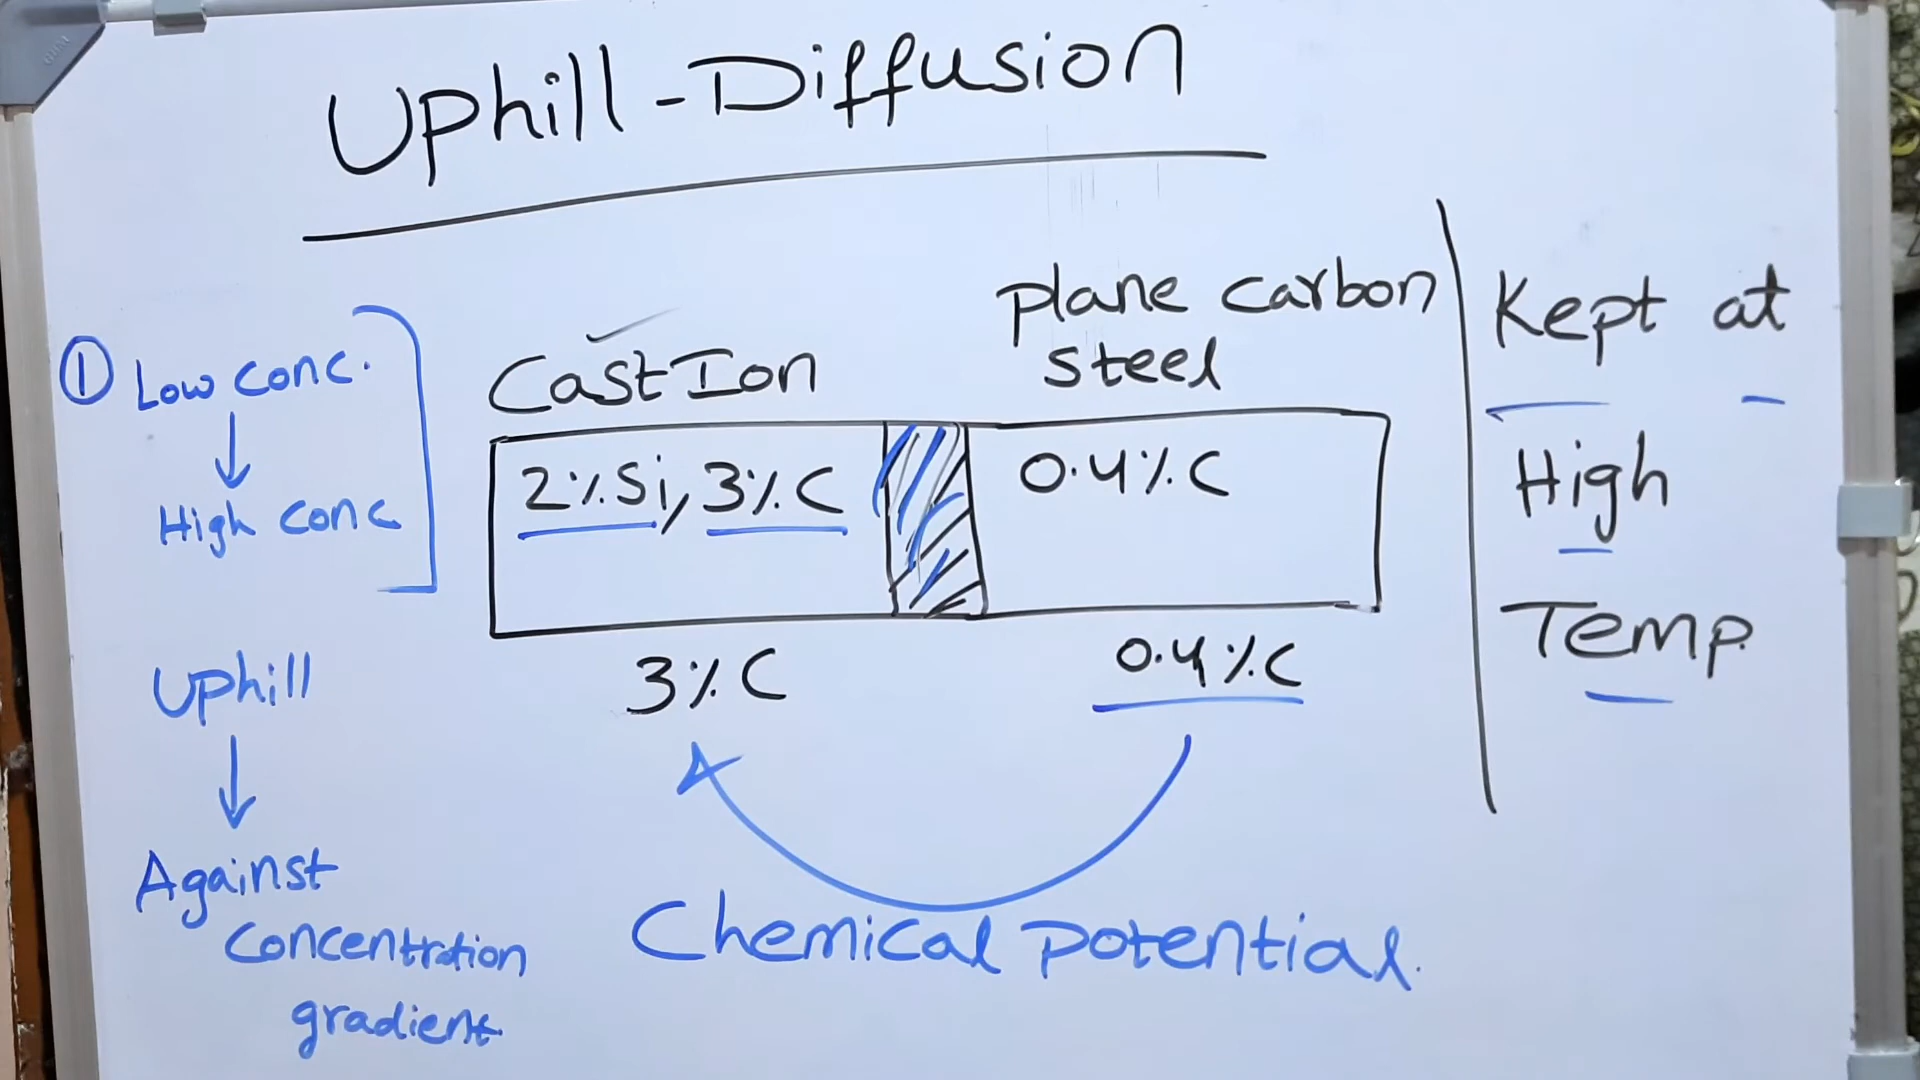 Uphill-Diffusion
① Low conc.
↓
High conc
Uphill
↓
Against
concentration
gradient
Cast Ion
plane carbon
steel
2%Si, 3%C
0.4%C
3%C
0.4%C
Chemical potential.
Kept at
High
Temp.